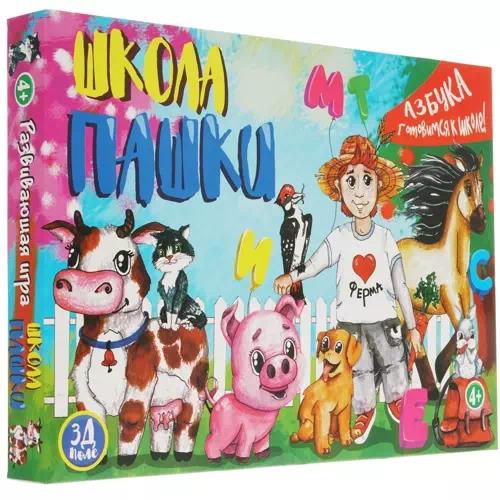 ШКОЛА
ПАШКИ
АЗБУКА
ГОТОВИМСЯ К ШКОЛЕ!
М
Т
И
С
Е
❤
ФЕРМА
3Д
ПОЛЕ
4+
4+
Развивающая игра
ШКОЛА
ПАШКИ